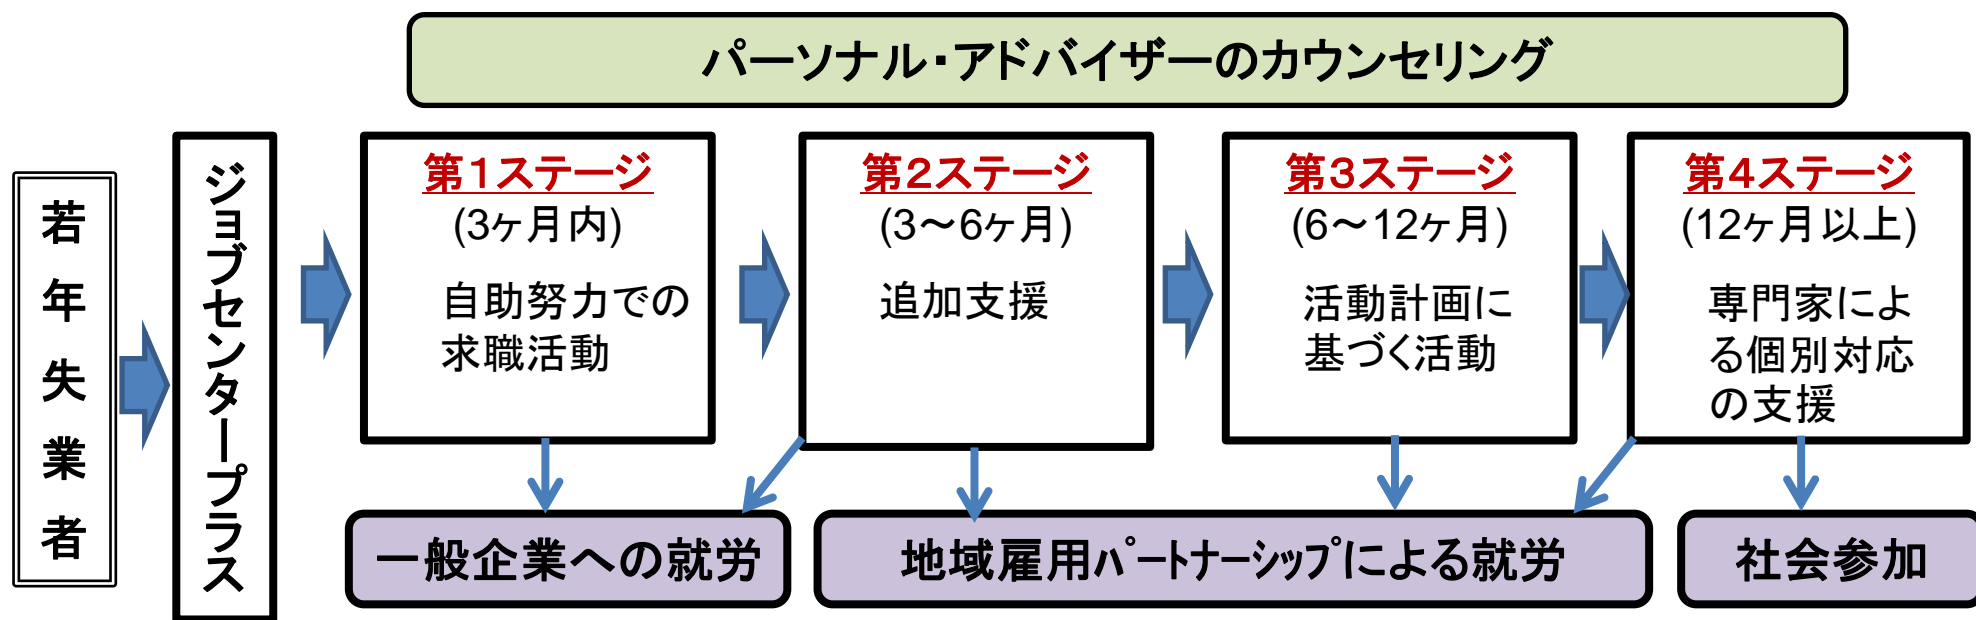 パーソナル・アドバイザーのカウンセリング
若年失業者
ジョブセンタープラス
第1ステージ
(3ヶ月内)
自助努力での
求職活動
第2ステージ
(3～6ヶ月)
追加支援
第3ステージ
(6～12ヶ月)
活動計画に
基づく活動
第4ステージ
(12ヶ月以上)
専門家によ
る個別対応
の支援
一般企業への就労
地域雇用ﾊﾟｰﾄﾅｰｼｯﾌﾟによる就労
社会参加